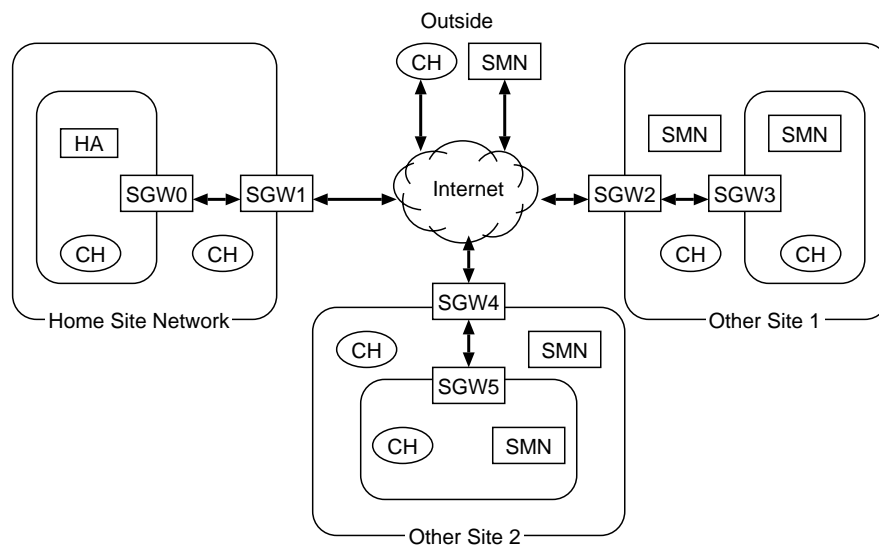 Outside
CH SMN
HA
SMN SMN
Internet
SGW0 SGW1 SGW2 SGW3
CH CH CH CH
SGW4
Home Site Network Other Site 1
CH SMN
SGW5
CH SMN
Other Site 2